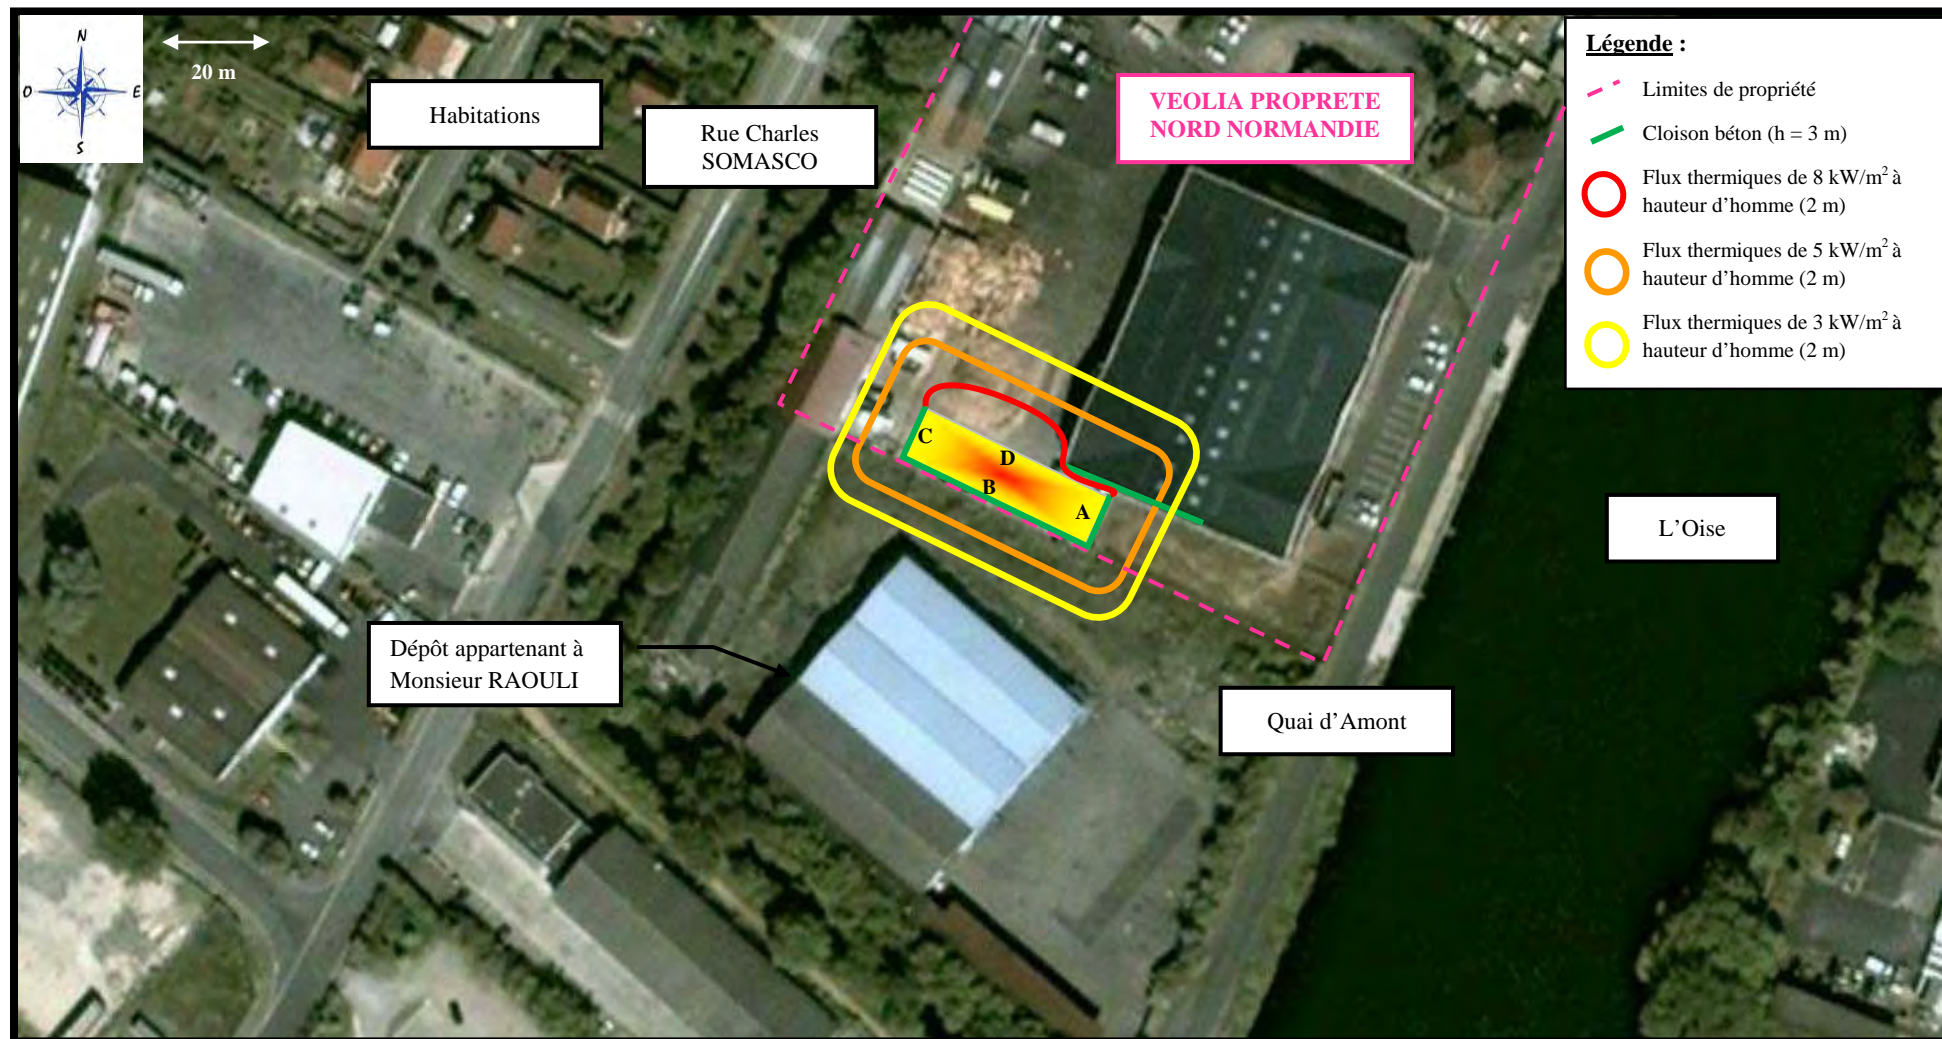 N
O
E
S
20 m
Habitations
Rue Charles
SOMASCO
VEOLIA PROPRETE
NORD NORMANDIE
Légende :
Limites de propriété
Cloison béton (h = 3 m)
Flux thermiques de 8 kW/m² à
hauteur d’homme (2 m)
Flux thermiques de 5 kW/m² à
hauteur d’homme (2 m)
Flux thermiques de 3 kW/m² à
hauteur d’homme (2 m)
C
D
B
A
L’Oise
Dépôt appartenant à
Monsieur RAOULI
Quai d’Amont